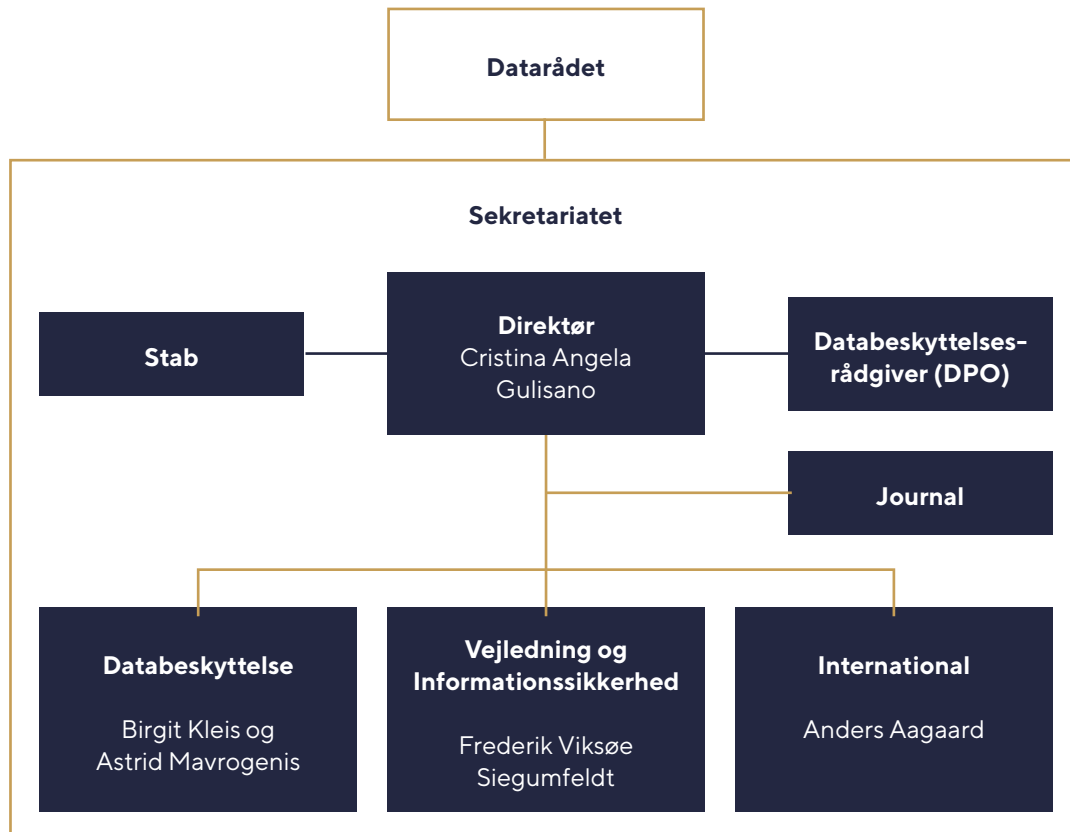 Datarådet
Sekretariatet
Stab
Direktør
Cristina Angela
Gulisano
Databeskyttelses-
rådgiver (DPO)
Journal
Databeskyttelse
Birgit Kleis og
Astrid Mavrogenis
Vejledning og
Informationssikkerhed
Frederik Viksøe
Siegumfeldt
International
Anders Aagaard